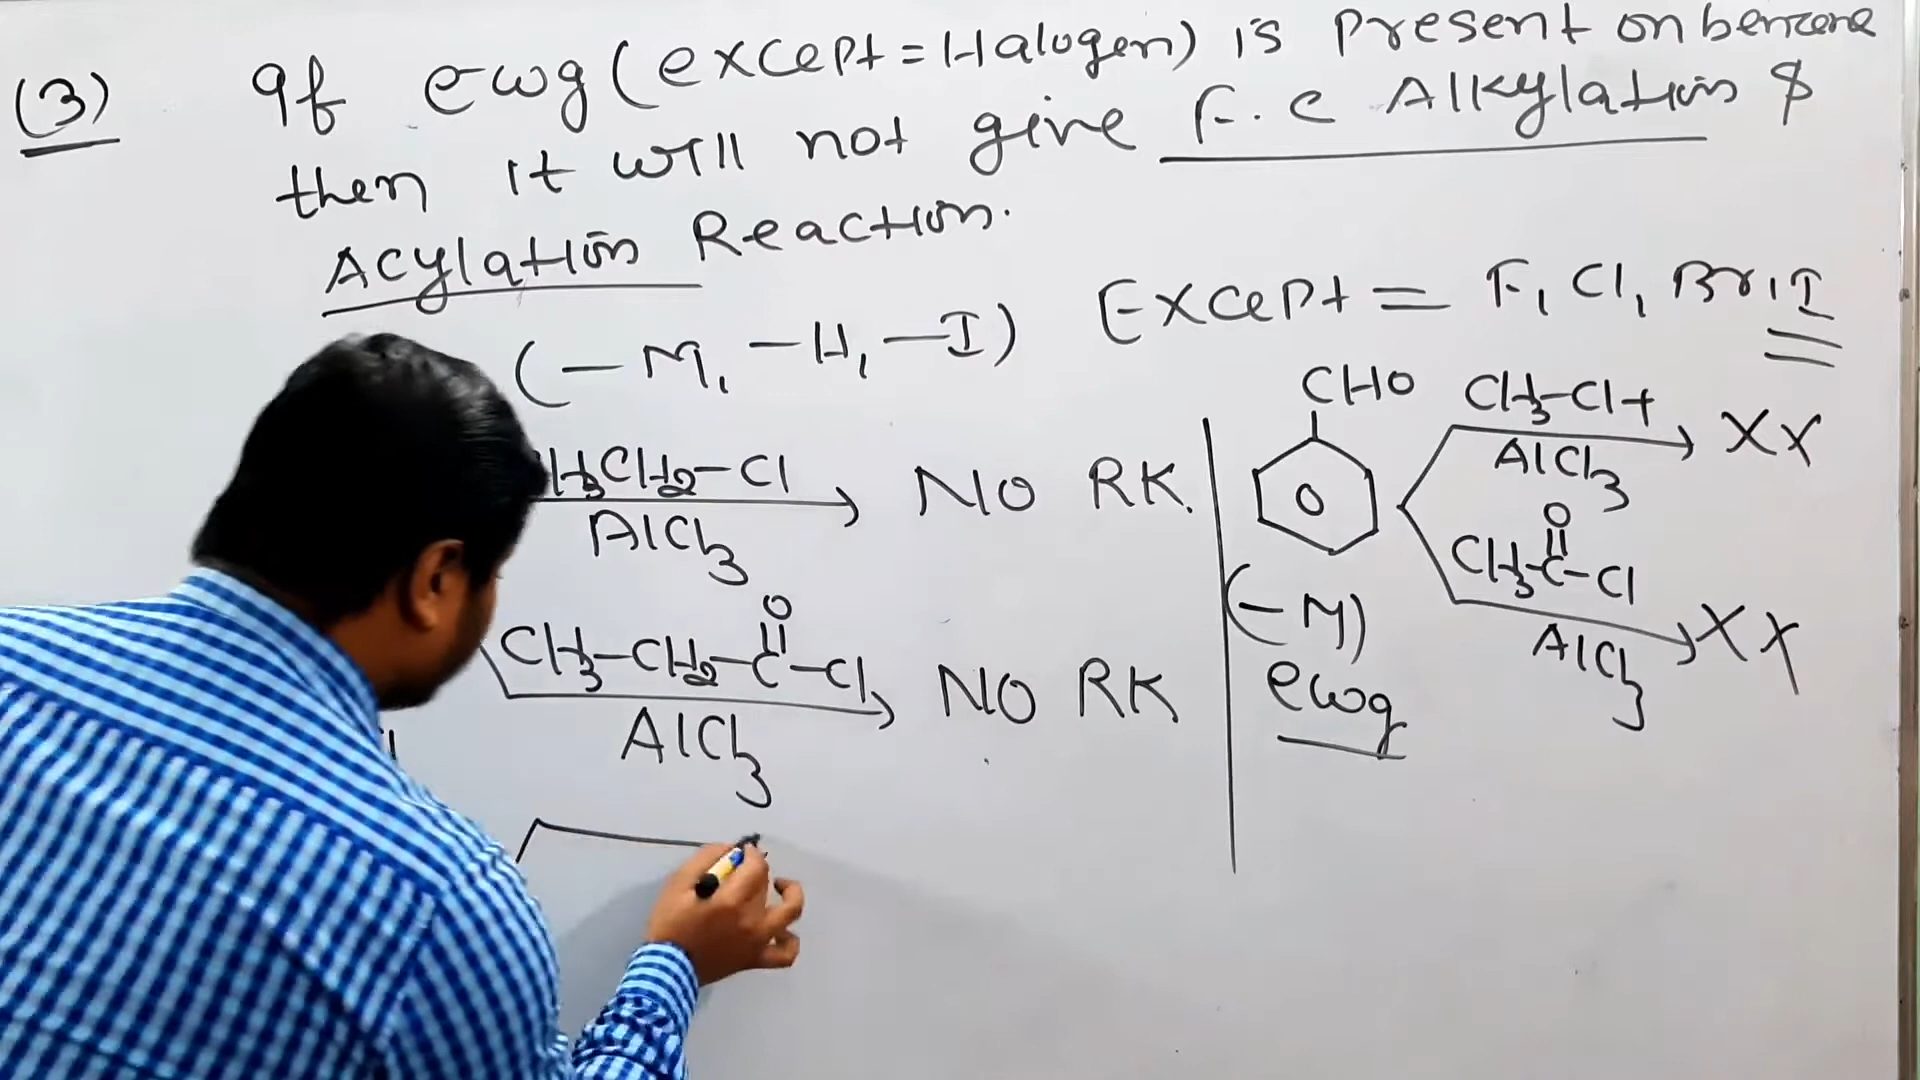 (3) If ewg (except = Halogen) is present on benzene
then it will not give F.C Alkylation &
Acylation Reaction.
(-M, -H, -I) Except = F, Cl, Br, I
H3CH2-Cl
AlCl3
NO RK.
CH3-CH2-C-Cl
O
AlCl3
NO RK
CHO
O
(-M)
ewg
CH3-Cl+
AlCl3
XX
O
CH3-C-Cl
AlCl3
XX